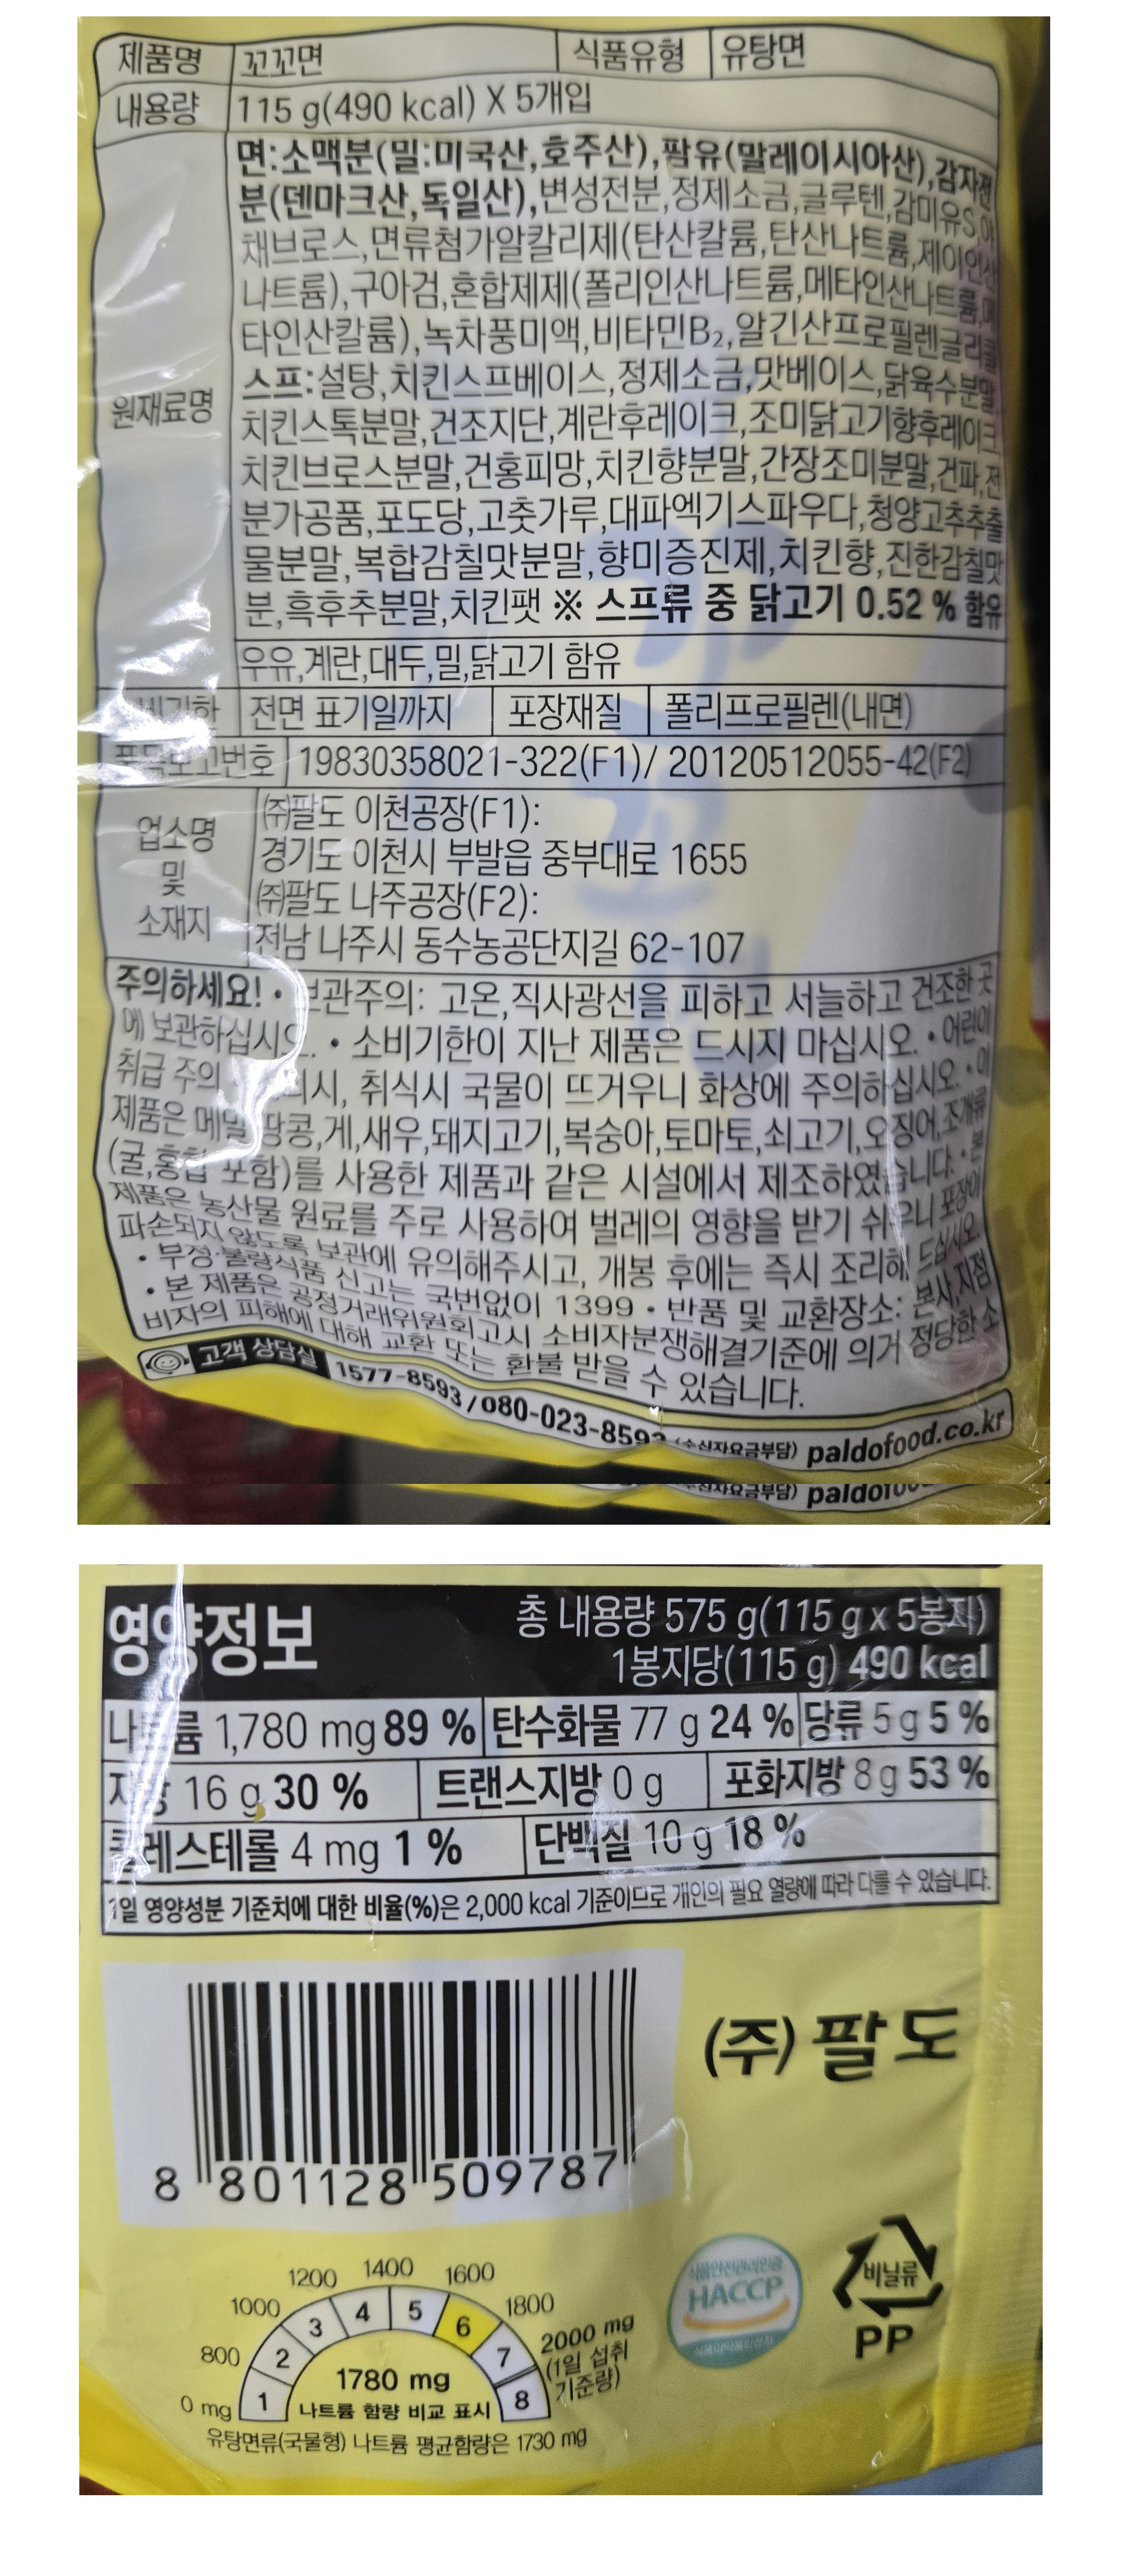 제품명 꼬꼬면 식품유형 유탕면
내용량 115 g(490 kcal) X 5개입
면:소맥분(밀:미국산,호주산),팜유(말레이시아산),감자전
분(덴마크산,독일산),변성전분,정제소금,글루텐,감미유S,야
채브로스,면류첨가알칼리제(탄산칼륨,탄산나트륨,제이인산
나트륨),구아검,혼합제제(폴리인산나트륨,메타인산나트륨,메
타인산칼륨),녹차풍미액,비타민B₂,알긴산프로필렌글리콜
스프:설탕,치킨스프베이스,정제소금,맛베이스,닭육수분말,
원재료명
치킨스톡분말,건조지단,계란후레이크,조미닭고기향후레이크
치킨브로스분말,건홍피망,치킨향분말,간장조미분말,건파,전
분가공품,포도당,고춧가루,대파엑기스파우다,청양고추추출
물분말,복합감칠맛분말,향미증진제,치킨향,진한감칠맛
분,흑후추분말,치킨팻 ※ 스프류 중 닭고기 0.52 % 함유
우유,계란,대두,밀,닭고기 함유
전면 표기일까지 포장재질 폴리프로필렌(내면)
19830358021-322(F1)/ 20120512055-42(F2)
업소명 및 소재지
㈜팔도 이천공장(F1):
경기도 이천시 부발읍 중부대로 1655
㈜팔도 나주공장(F2):
전남 나주시 동수농공단지길 62-107
주의하세요! • 보관주의: 고온,직사광선을 피하고 서늘하고 건조한 곳
에 보관하십시오. • 소비기한이 지난 제품은 드시지 마십시오. • 어린이
취급 주의 시, 취식시 국물이 뜨거우니 화상에 주의하십시오. • 이
제품은 메밀,땅콩,게,새우,돼지고기,복숭아,토마토,쇠고기,오징어,조개류
(굴,홍합 포함)를 사용한 제품과 같은 시설에서 제조하였습니다. • 본
제품은 농산물 원료를 주로 사용하여 벌레의 영향을 받기 쉬우니 포장이
파손되지 않도록 보관에 유의해주시고, 개봉 후에는 즉시 조리해 드십시오.
• 부정·불량식품 신고는 국번없이 1399 • 반품 및 교환장소: 본사,지점
• 본 제품은 공정거래위원회고시 소비자분쟁해결기준에 의거 정당한 소
비자의 피해에 대해 교환 또는 환불 받을 수 있습니다.
고객 상담실 1577-8593/080-023-8593 (수신자요금부담) paldofood.co.kr
영양정보
총 내용량 575 g(115 g x 5봉지)
1봉지당(115 g) 490 kcal
나트륨 1,780 mg 89 % 탄수화물 77 g 24 % 당류 5 g 5 %
지방 16 g 30 % 트랜스지방 0 g 포화지방 8 g 53 %
콜레스테롤 4 mg 1 % 단백질 10 g 18 %
1일 영양성분 기준치에 대한 비율(%)은 2,000 kcal 기준이므로 개인의 필요 열량에 따라 다를 수 있습니다.
(주)팔도
8 801128 509787
식품안전관리인증
HACCP
비닐류
PP
0 mg 800 1000 1200 1400 1600 1800 2000 mg
(1일 섭취
기준량)
1 2 3 4 5 6 7 8
1780 mg
나트륨 함량 비교 표시
유탕면류(국물형) 나트륨 평균함량은 1730 mg